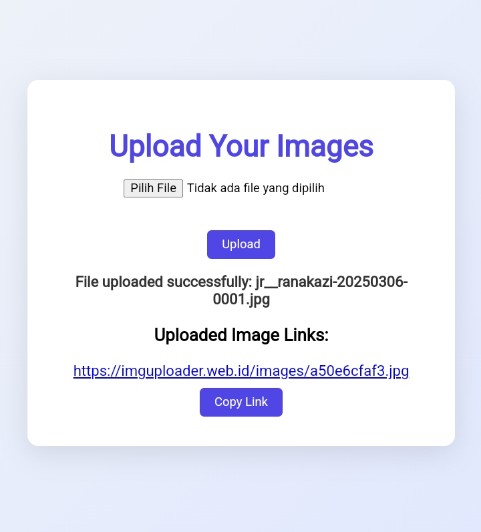 Upload Your Images
Pilih File Tidak ada file yang dipilih
Upload
File uploaded successfully: jr__ranakazi-20250306-
0001.jpg
Uploaded Image Links:
https://imguploader.web.id/images/a50e6cfaf3.jpg
Copy Link